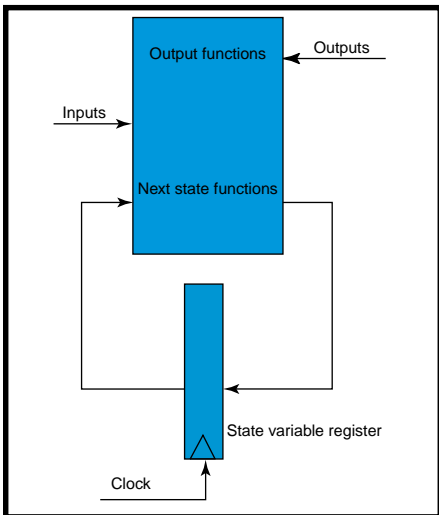 Output functions
Outputs
Inputs
Next state functions
State variable register
Clock